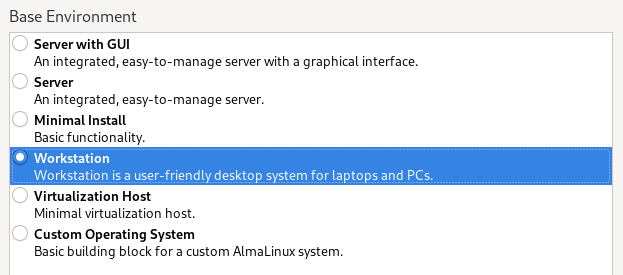 Base Environment
Server with GUI
An integrated, easy-to-manage server with a graphical interface.
Server
An integrated, easy-to-manage server.
Minimal Install
Basic functionality.
Workstation
Workstation is a user-friendly desktop system for laptops and PCs.
Virtualization Host
Minimal virtualization host.
Custom Operating System
Basic building block for a custom AlmaLinux system.